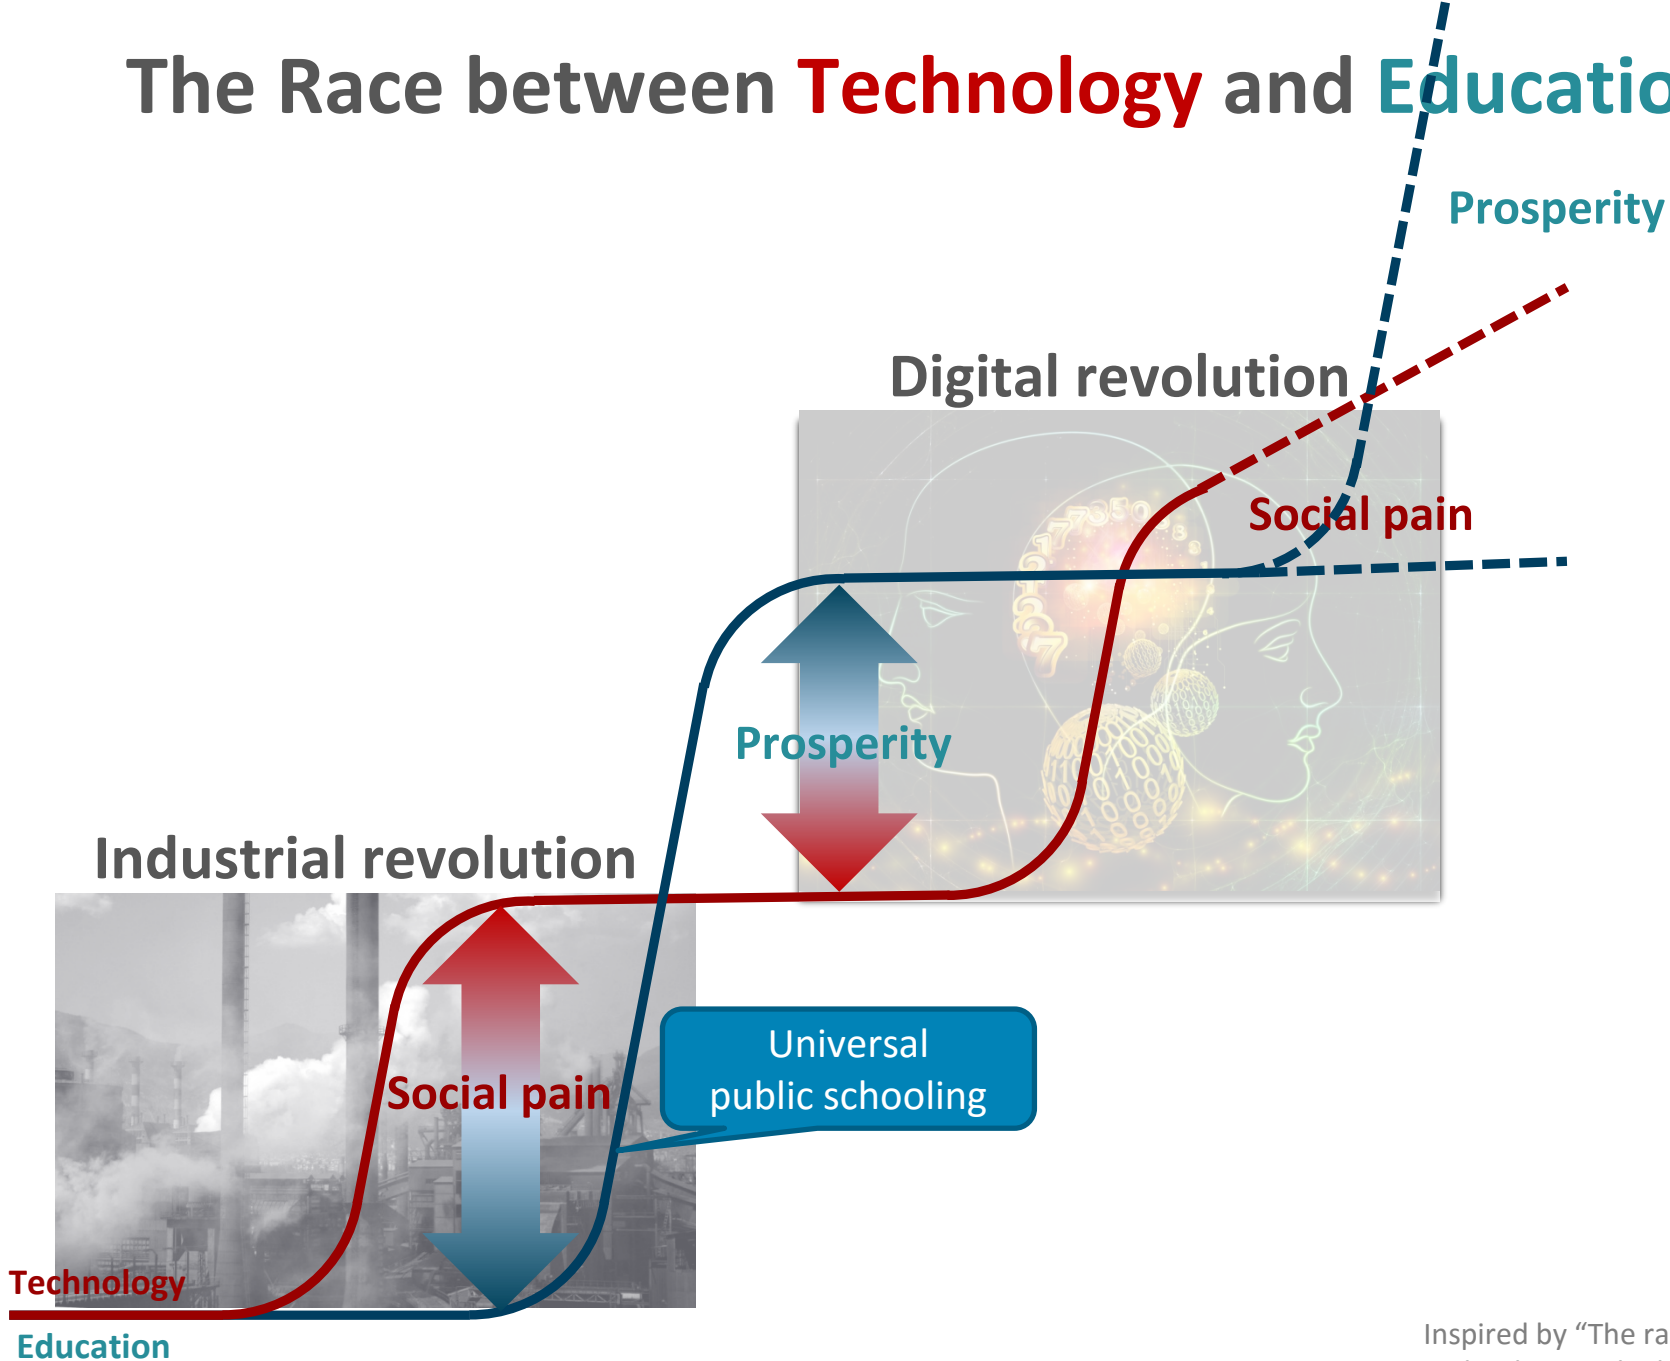 The Race between Technology and Educatio
Prosperity
Digital revolution
Social pain
Prosperity
Industrial revolution
Universal
public schooling
Social pain
Technology
Education
Inspired by “The ra